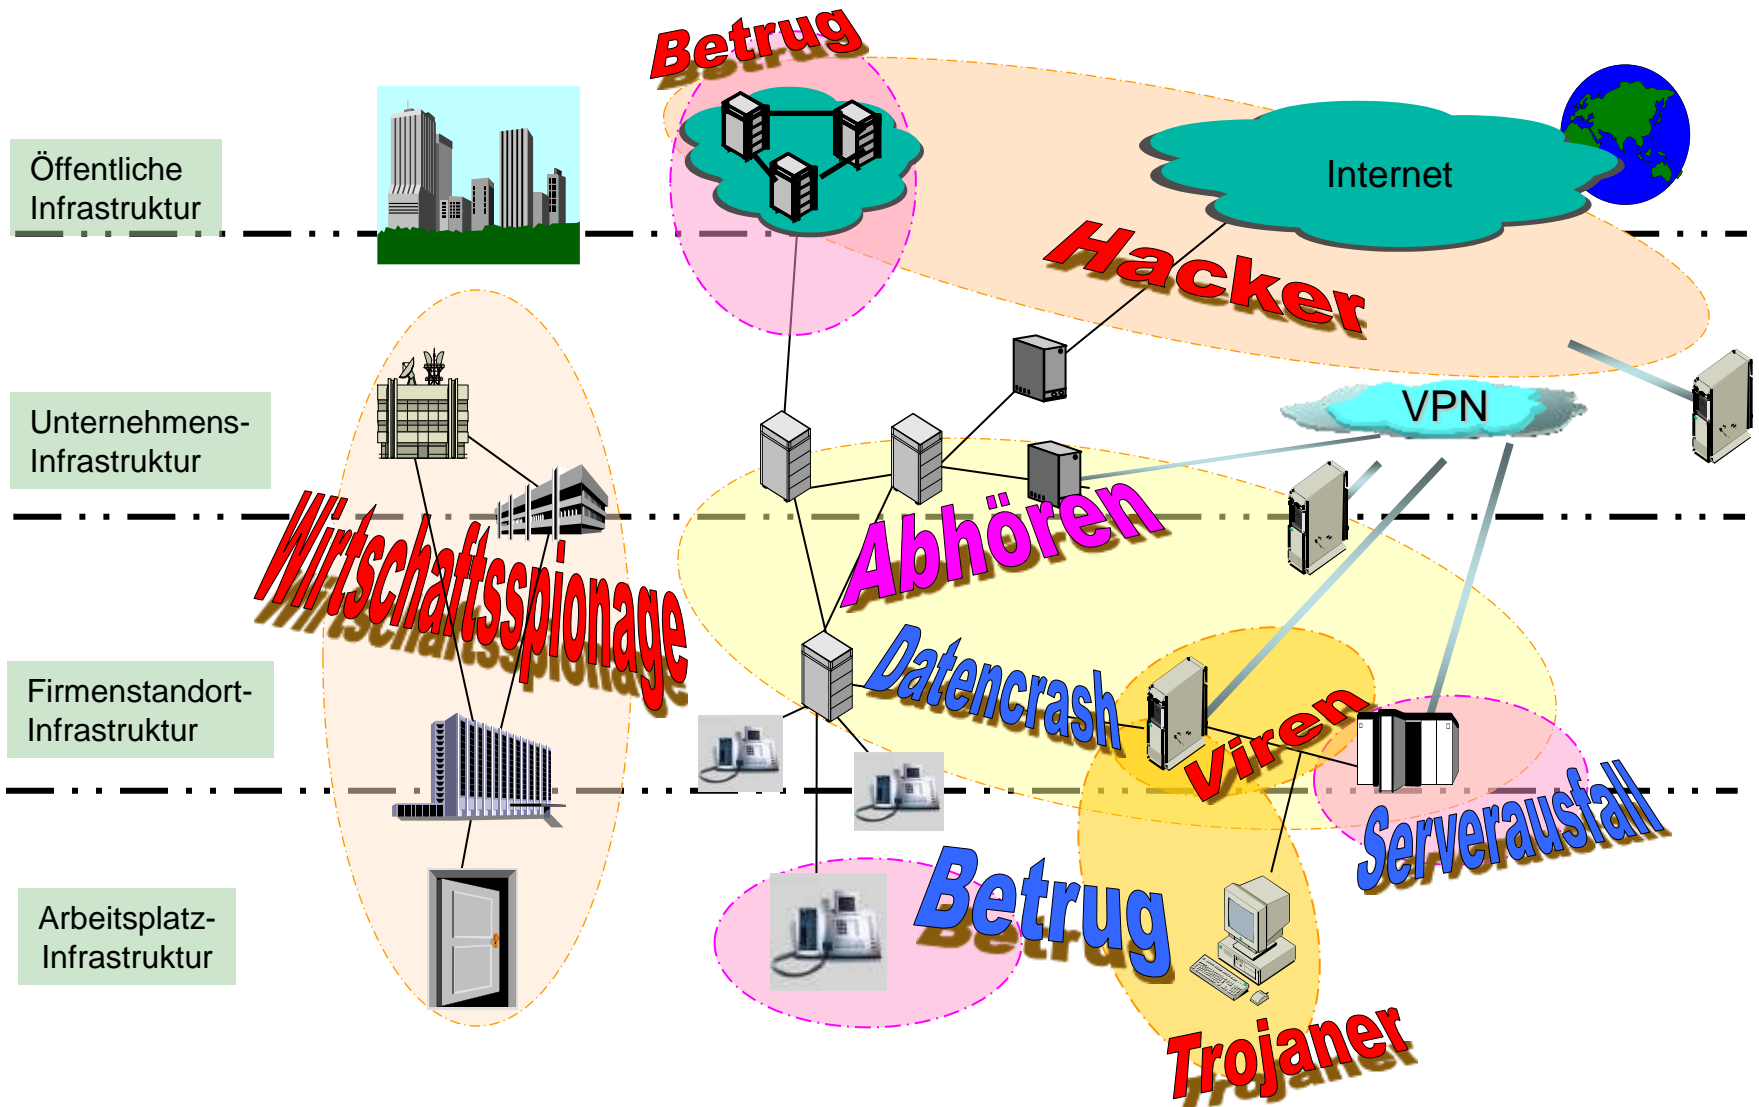 Betrug
Öffentliche
Infrastruktur
Internet
Hacker
Unternehmens-
Infrastruktur
VPN
Wirtschaftsspionage
Abhören
Firmenstandort-
Infrastruktur
Datencrash
Viren
Serverausfall
Arbeitsplatz-
Infrastruktur
Betrug
Trojaner